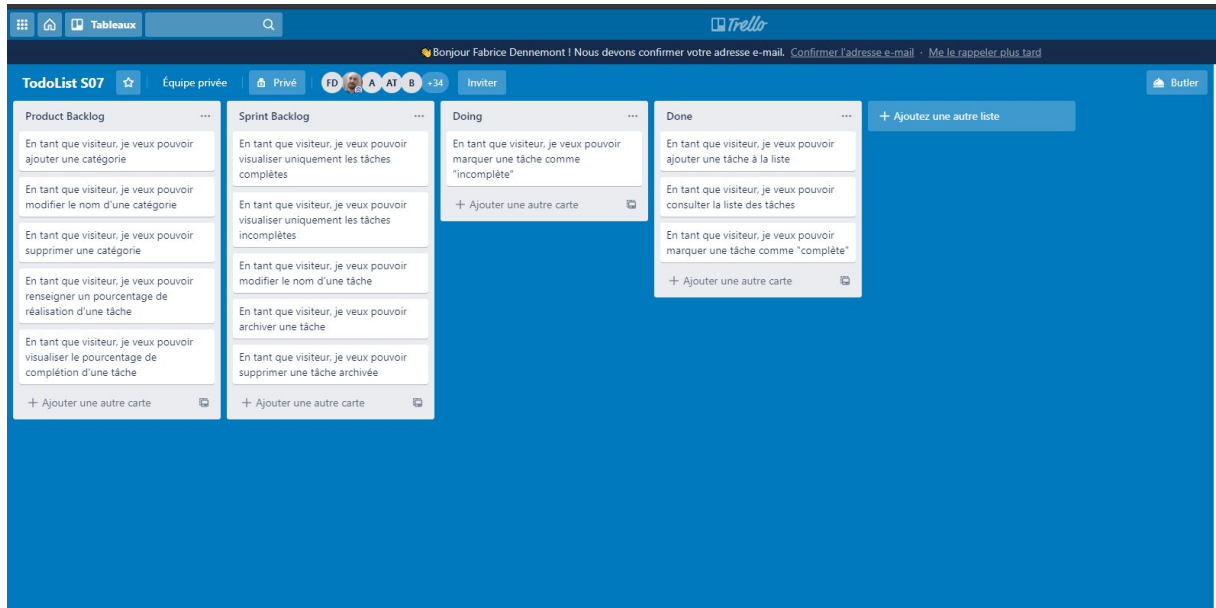 Tableaux
Trello
👋Bonjour Fabrice Dennemont ! Nous devons confirmer votre adresse e-mail. Confirmer l'adresse e-mail · Me le rappeler plus tard
TodoList S07 Équipe privée Privé FD A AT B +34 Inviter Butler
Product Backlog
En tant que visiteur, je veux pouvoir
ajouter une catégorie
En tant que visiteur, je veux pouvoir
modifier le nom d'une catégorie
En tant que visiteur, je veux pouvoir
supprimer une catégorie
En tant que visiteur, je veux pouvoir
renseigner un pourcentage de
réalisation d'une tâche
En tant que visiteur, je veux pouvoir
visualiser le pourcentage de
complétion d'une tâche
+ Ajouter une autre carte
Sprint Backlog
En tant que visiteur, je veux pouvoir
visualiser uniquement les tâches
complètes
En tant que visiteur, je veux pouvoir
visualiser uniquement les tâches
incomplètes
En tant que visiteur, je veux pouvoir
modifier le nom d'une tâche
En tant que visiteur, je veux pouvoir
archiver une tâche
En tant que visiteur, je veux pouvoir
supprimer une tâche archivée
+ Ajouter une autre carte
Doing
En tant que visiteur, je veux pouvoir
marquer une tâche comme
"incomplète"
+ Ajouter une autre carte
Done
En tant que visiteur, je veux pouvoir
ajouter une tâche à la liste
En tant que visiteur, je veux pouvoir
consulter la liste des tâches
En tant que visiteur, je veux pouvoir
marquer une tâche comme "complète"
+ Ajouter une autre carte
+ Ajoutez une autre liste